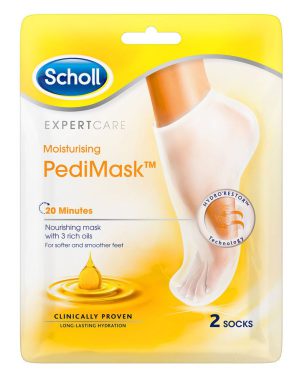 Scholl
EXPERTCARE
Moisturising
PediMask™
20 Minutes
Nourishing mask
with 3 rich oils
For softer and smoother feet
HYDRO'RESTOR™
Technology
CLINICALLY PROVEN
LONG-LASTING HYDRATION
2 SOCKS